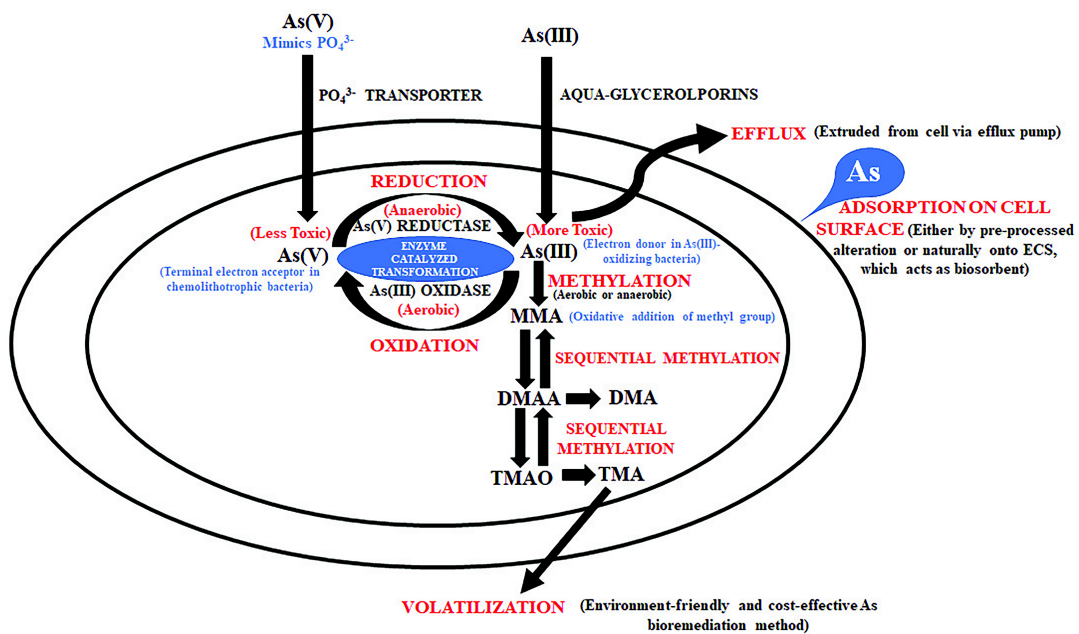 As(V)
Mimics PO₄³⁻
As(III)
PO₄³⁻ TRANSPORTER
AQUA-GLYCEROLPORINS
EFFLUX (Extruded from cell via efflux pump)
As
ADSORPTION ON CELL
SURFACE (Either by pre-processed
alteration or naturally onto ECS,
which acts as biosorbent)
REDUCTION
(Anaerobic)
As(V) REDUCTASE
(Less Toxic)
As(V)
(Terminal electron acceptor in
chemolithotrophic bacteria)
ENZYME
CATALYZED
TRANSFORMATION
(More Toxic)
As(III)
(Electron donor in As(III)-
oxidizing bacteria)
As(III) OXIDASE
(Aerobic)
OXIDATION
METHYLATION
(Aerobic or anaerobic)
MMA (Oxidative addition of methyl group)
SEQUENTIAL METHYLATION
DMAA
DMA
SEQUENTIAL
METHYLATION
TMAO
TMA
VOLATILIZATION (Environment-friendly and cost-effective As
bioremediation method)